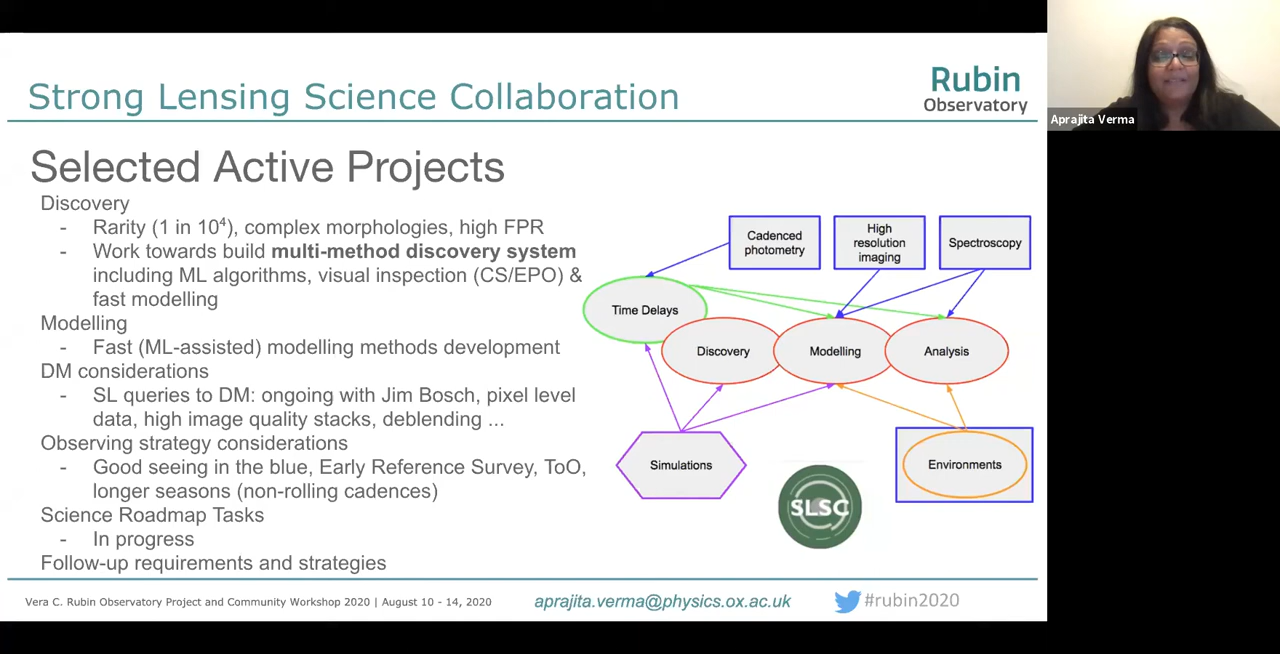 Strong Lensing Science Collaboration
Rubin
Observatory
Aprajita Verma
Selected Active Projects
Discovery
- Rarity (1 in 10⁴), complex morphologies, high FPR
- Work towards build multi-method discovery system
including ML algorithms, visual inspection (CS/EPO) &
fast modelling
Modelling
- Fast (ML-assisted) modelling methods development
DM considerations
- SL queries to DM: ongoing with Jim Bosch, pixel level
data, high image quality stacks, deblending ...
Observing strategy considerations
- Good seeing in the blue, Early Reference Survey, ToO,
longer seasons (non-rolling cadences)
Science Roadmap Tasks
- In progress
Follow-up requirements and strategies
Cadenced
photometry
High
resolution
imaging
Spectroscopy
Time Delays
Discovery
Modelling
Analysis
Simulations
Environments
SLSC
Vera C. Rubin Observatory Project and Community Workshop 2020 | August 10 - 14, 2020
aprajita.verma@physics.ox.ac.uk
#rubin2020